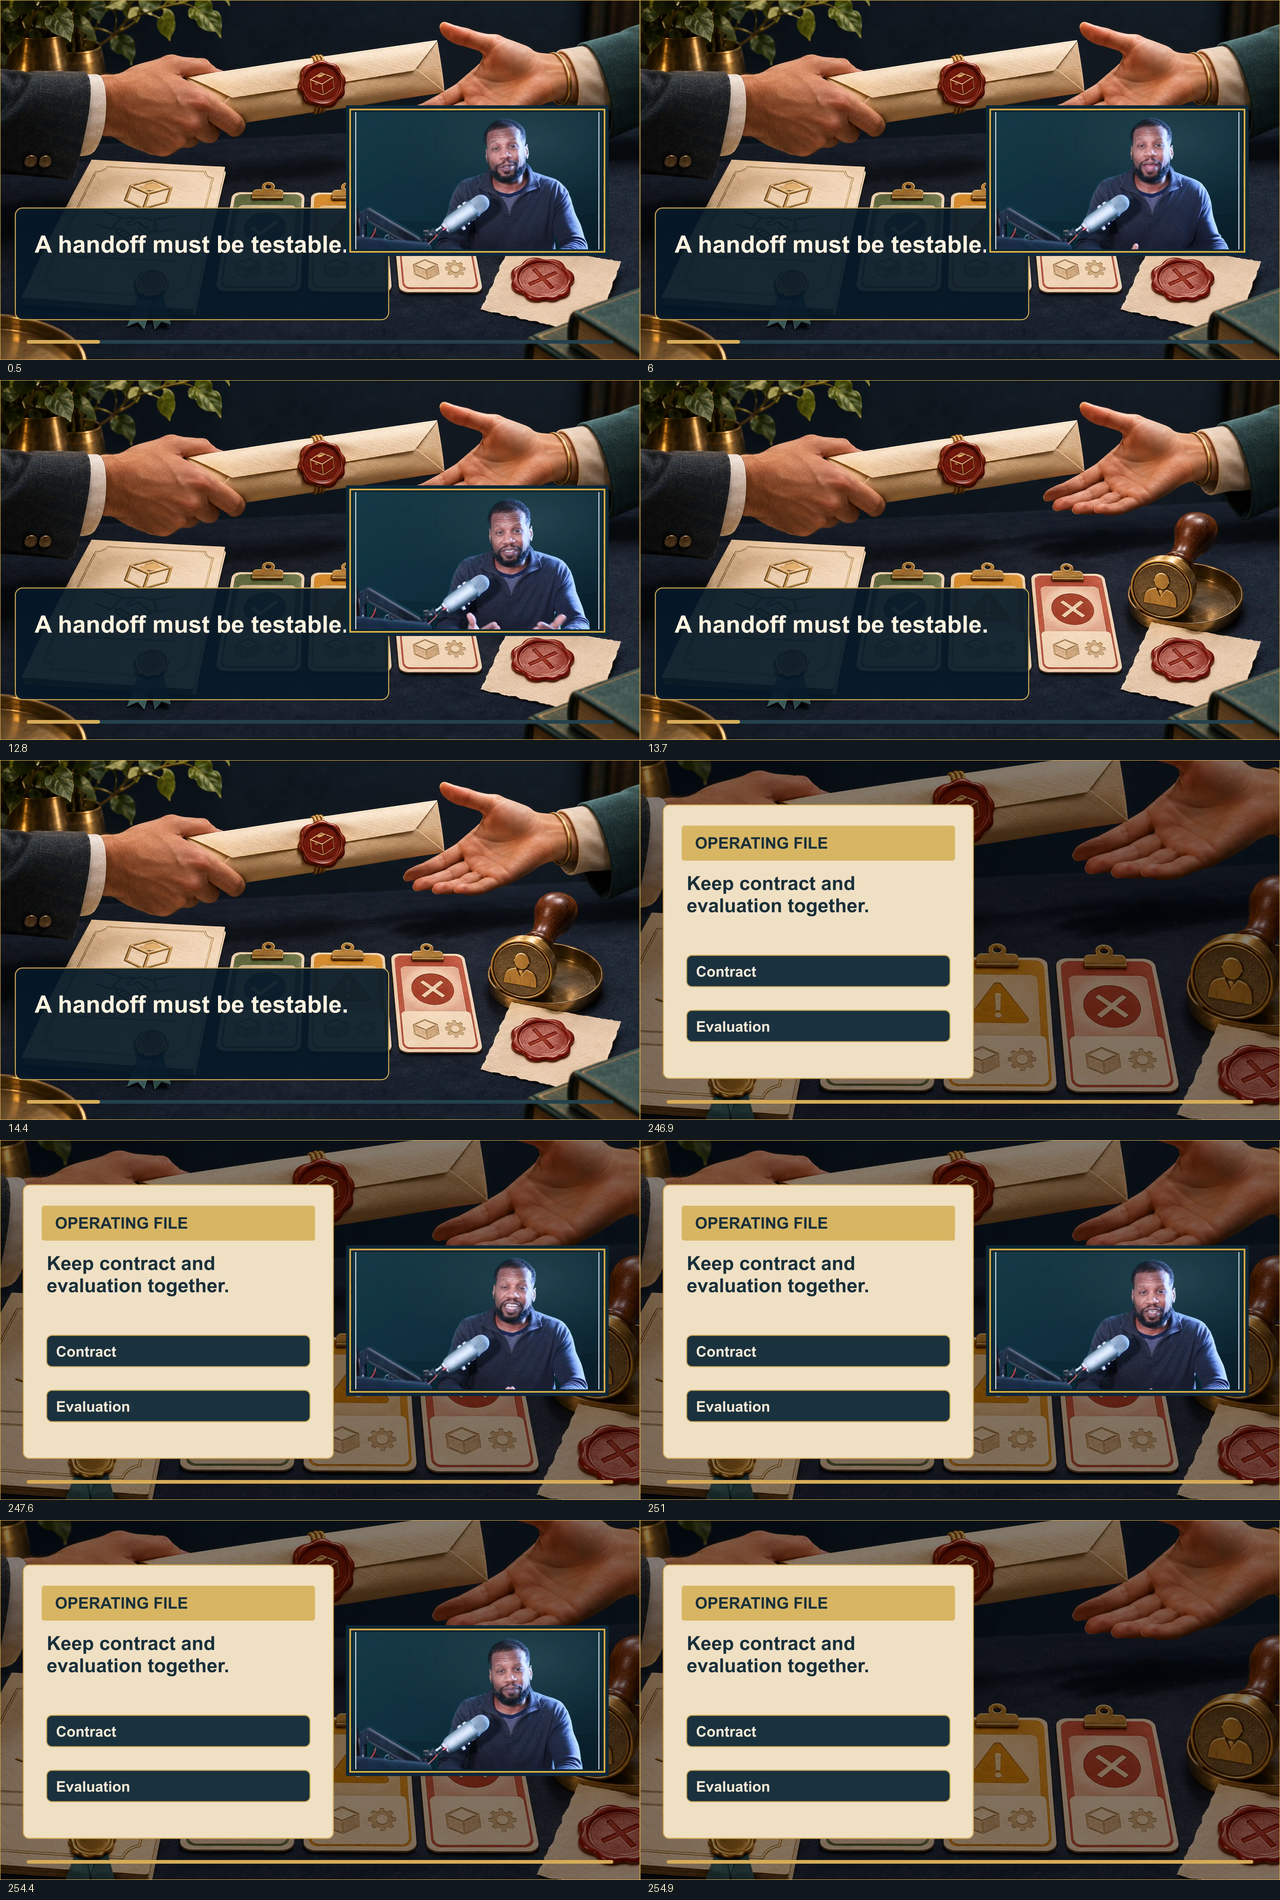 A handoff must be testable.
A handoff must be testable.
0.5
6
A handoff must be testable.
A handoff must be testable.
12.8
13.7
A handoff must be testable.
OPERATING FILE
Keep contract and
evaluation together.
Contract
Evaluation
14.4
246.9
OPERATING FILE
Keep contract and
evaluation together.
Contract
Evaluation
OPERATING FILE
Keep contract and
evaluation together.
Contract
Evaluation
247.6
251
OPERATING FILE
Keep contract and
evaluation together.
Contract
Evaluation
OPERATING FILE
Keep contract and
evaluation together.
Contract
Evaluation
254.4
254.9